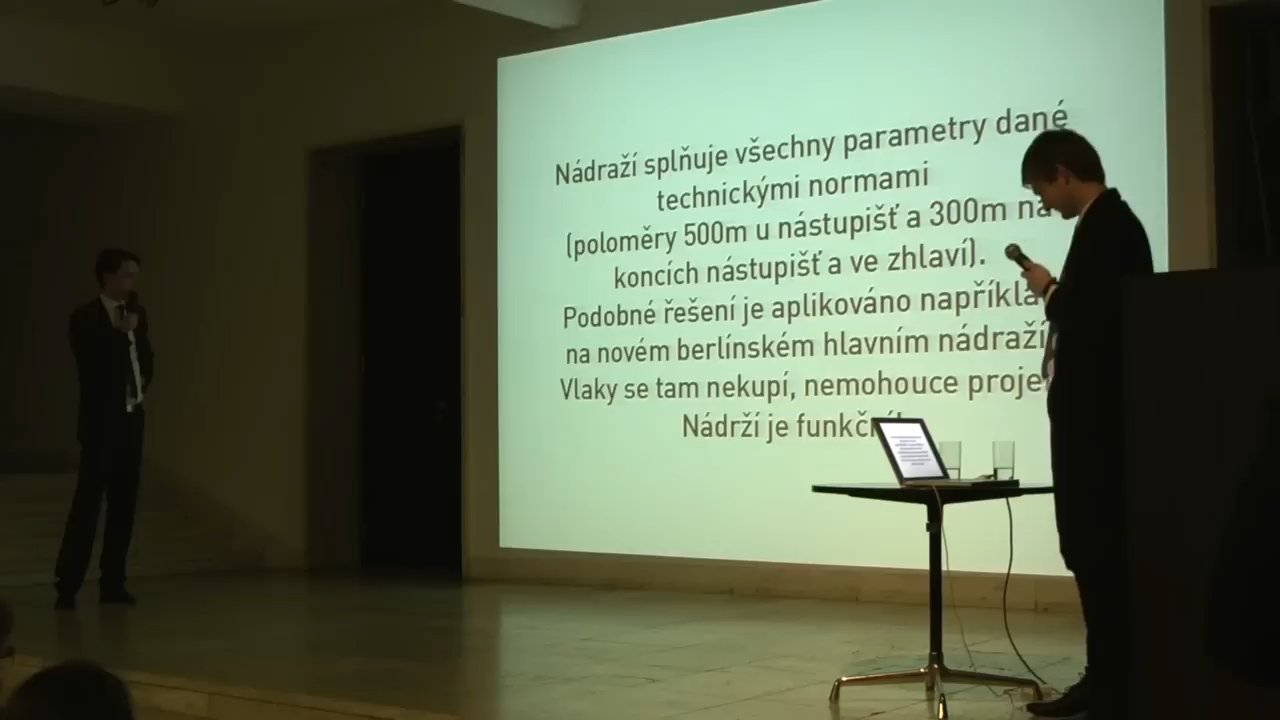 Nádraží splňuje všechny parametry dané
technickými normami
(poloměry 500m u nástupišť a 300m na
koncích nástupišť a ve zhlaví).
Podobné řešení je aplikováno
na novém berlínském hlavním nádraží
Vlaky se tam nekupí, nemohouce
Nádrží je